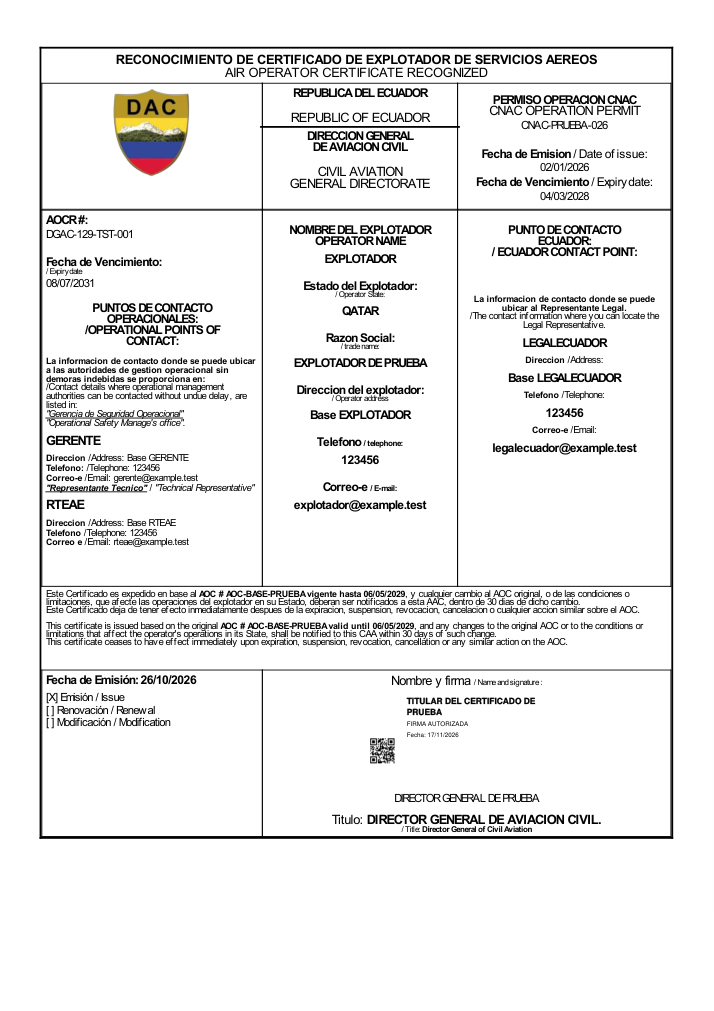 RECONOCIMIENTO DE CERTIFICADO DE EXPLOTADOR DE SERVICIOS AEREOS
AIR OPERATOR CERTIFICATE RECOGNIZED
DAC
REPUBLICA DEL ECUADOR
REPUBLIC OF ECUADOR
DIRECCION GENERAL
DE AVIACION CIVIL
CIVIL AVIATION
GENERAL DIRECTORATE
PERMISO OPERACION CNAC
CNAC OPERATION PERMIT
CNAC-PRUEBA-026
Fecha de Emision / Date of issue:
02/01/2026
Fecha de Vencimiento / Expiry date:
04/03/2028
AOCR #:
DGAC-129-TST-001
Fecha de Vencimiento:
/ Expiry date
08/07/2031
PUNTOS DE CONTACTO
OPERACIONALES:
/OPERATIONAL POINTS OF
CONTACT:
La informacion de contacto donde se puede ubicar
a las autoridades de gestion operacional sin
demoras indebidas se proporciona en:
/Contact details where operational management
authorities can be contacted without undue delay, are
listed in:
"Gerencia de Seguridad Operacional"
"Operational Safety Manage's office".
GERENTE
Direccion /Address: Base GERENTE
Telefono: /Telephone: 123456
Correo-e /Email: gerente@example.test
"Representante Tecnico" / "Technical Representative"
RTEAE
Direccion /Address: Base RTEAE
Telefono /Telephone: 123456
Correo e /Email: rteae@example.test
NOMBRE DEL EXPLOTADOR
OPERATOR NAME
EXPLOTADOR
Estado del Explotador:
/ Operator State:
QATAR
Razon Social:
/ trade name:
EXPLOTADOR DE PRUEBA
Direccion del explotador:
/ Operator address
Base EXPLOTADOR
Telefono / telephone:
123456
Correo-e / E-mail:
explotador@example.test
PUNTO DE CONTACTO
ECUADOR:
/ ECUADOR CONTACT POINT:
La informacion de contacto donde se puede
ubicar al Representante Legal.
/The contact information where you can locate the
Legal Representative.
LEGALECUADOR
Direccion /Address:
Base LEGALECUADOR
Telefono /Telephone:
123456
Correo-e /Email:
legalecuador@example.test
Este Certificado es expedido en base al AOC # AOC-BASE-PRUEBA vigente hasta 06/05/2029, y cualquier cambio al AOC original, o de las condiciones o
limitaciones, que afecte las operaciones del explotador en su Estado, deberan ser notificados a esta AAC, dentro de 30 dias de dicho cambio.
Este Certificado deja de tener efecto inmediatamente despues de la expiracion, suspension, revocacion, cancelacion o cualquier accion similar sobre el AOC.
This certificate is issued based on the original AOC # AOC-BASE-PRUEBA valid until 06/05/2029, and any changes to the original AOC or to the conditions or
limitations that affect the operator's operations in its State, shall be notified to this CAA within 30 days of such change.
This certificate ceases to have effect immediately upon expiration, suspension, revocation, cancellation or any similar action on the AOC.
Fecha de Emisión: 26/10/2026
[X] Emisión / Issue
[ ] Renovación / Renewal
[ ] Modificación / Modification
Nombre y firma / Name and signature :
TITULAR DEL CERTIFICADO DE
PRUEBA
FIRMA AUTORIZADA
Fecha: 17/11/2026
DIRECTOR GENERAL DE PRUEBA
Titulo: DIRECTOR GENERAL DE AVIACION CIVIL.
/ Title: Director General of Civil Aviation